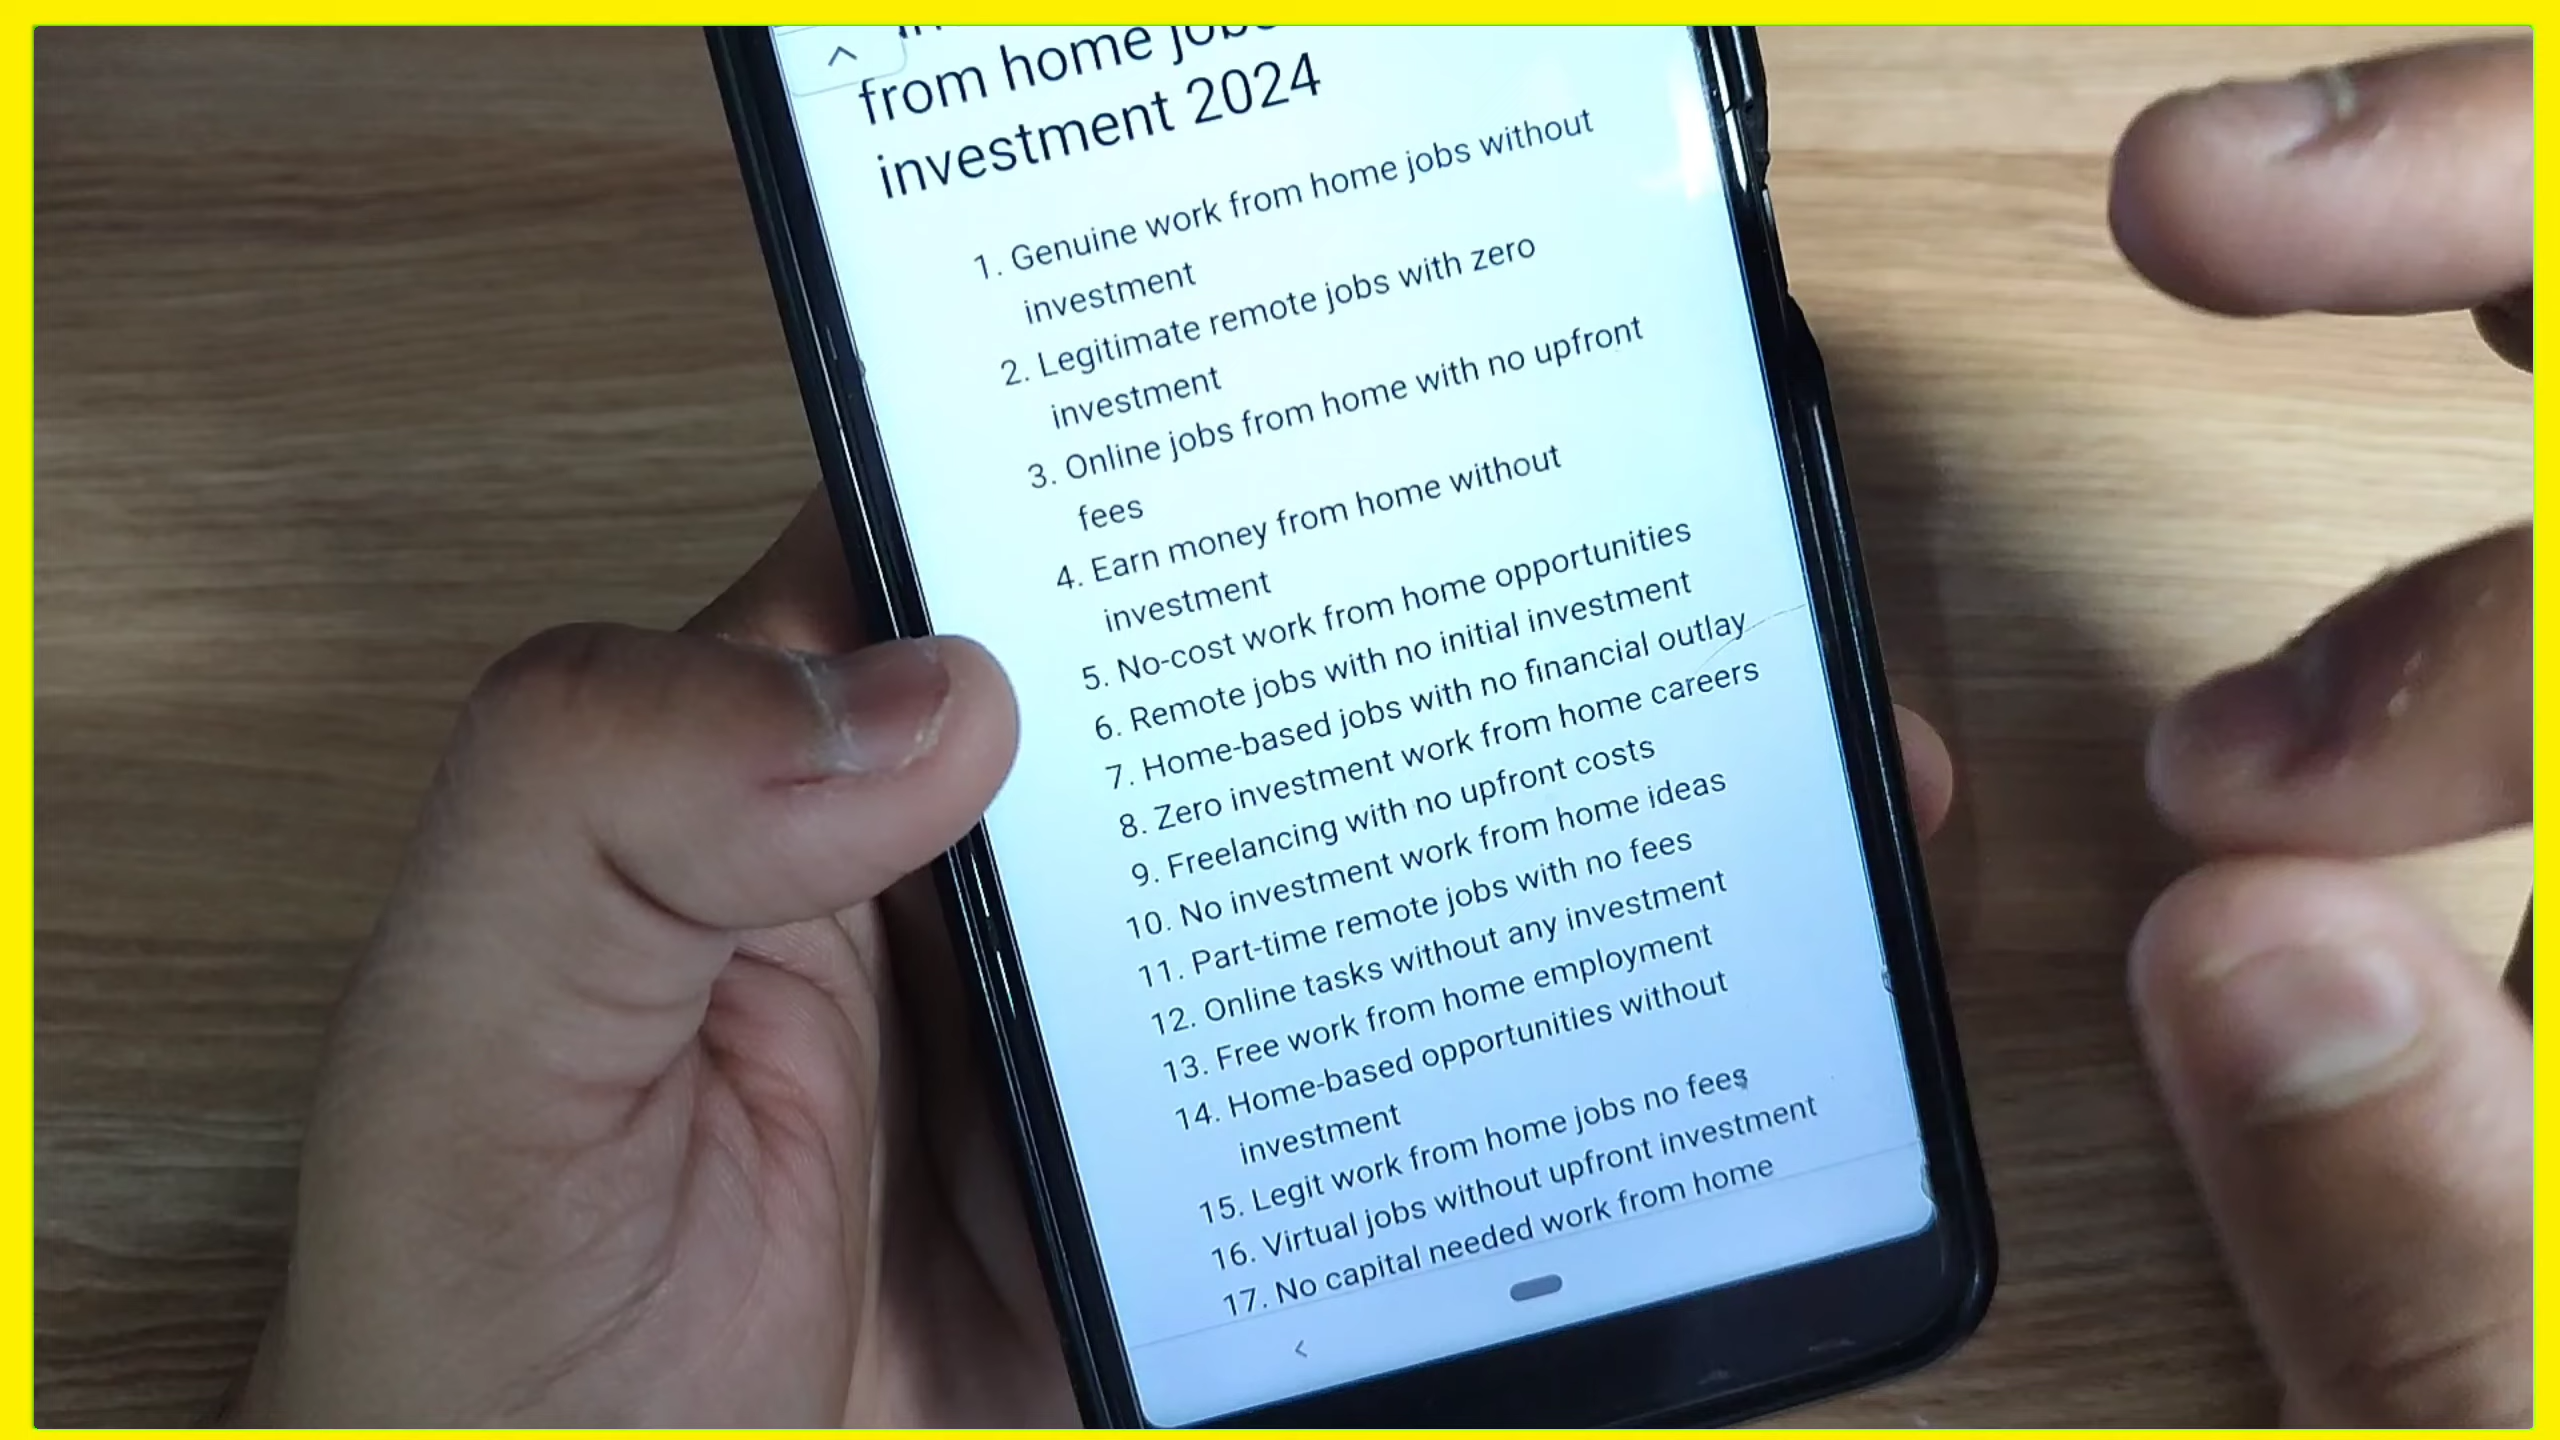 from home jobs
investment 2024
1. Genuine work from home jobs without
investment
2. Legitimate remote jobs with zero
investment
3. Online jobs from home with no upfront
fees
4. Earn money from home without
investment
5. No-cost work from home opportunities
6. Remote jobs with no initial investment
7. Home-based jobs with no financial outlay
8. Zero investment work from home careers
9. Freelancing with no upfront costs
10. No investment work from home ideas
11. Part-time remote jobs with no fees
12. Online tasks without any investment
13. Free work from home employment
14. Home-based opportunities without
investment
15. Legit work from home jobs no fees
16. Virtual jobs without upfront investment
17. No capital needed work from home